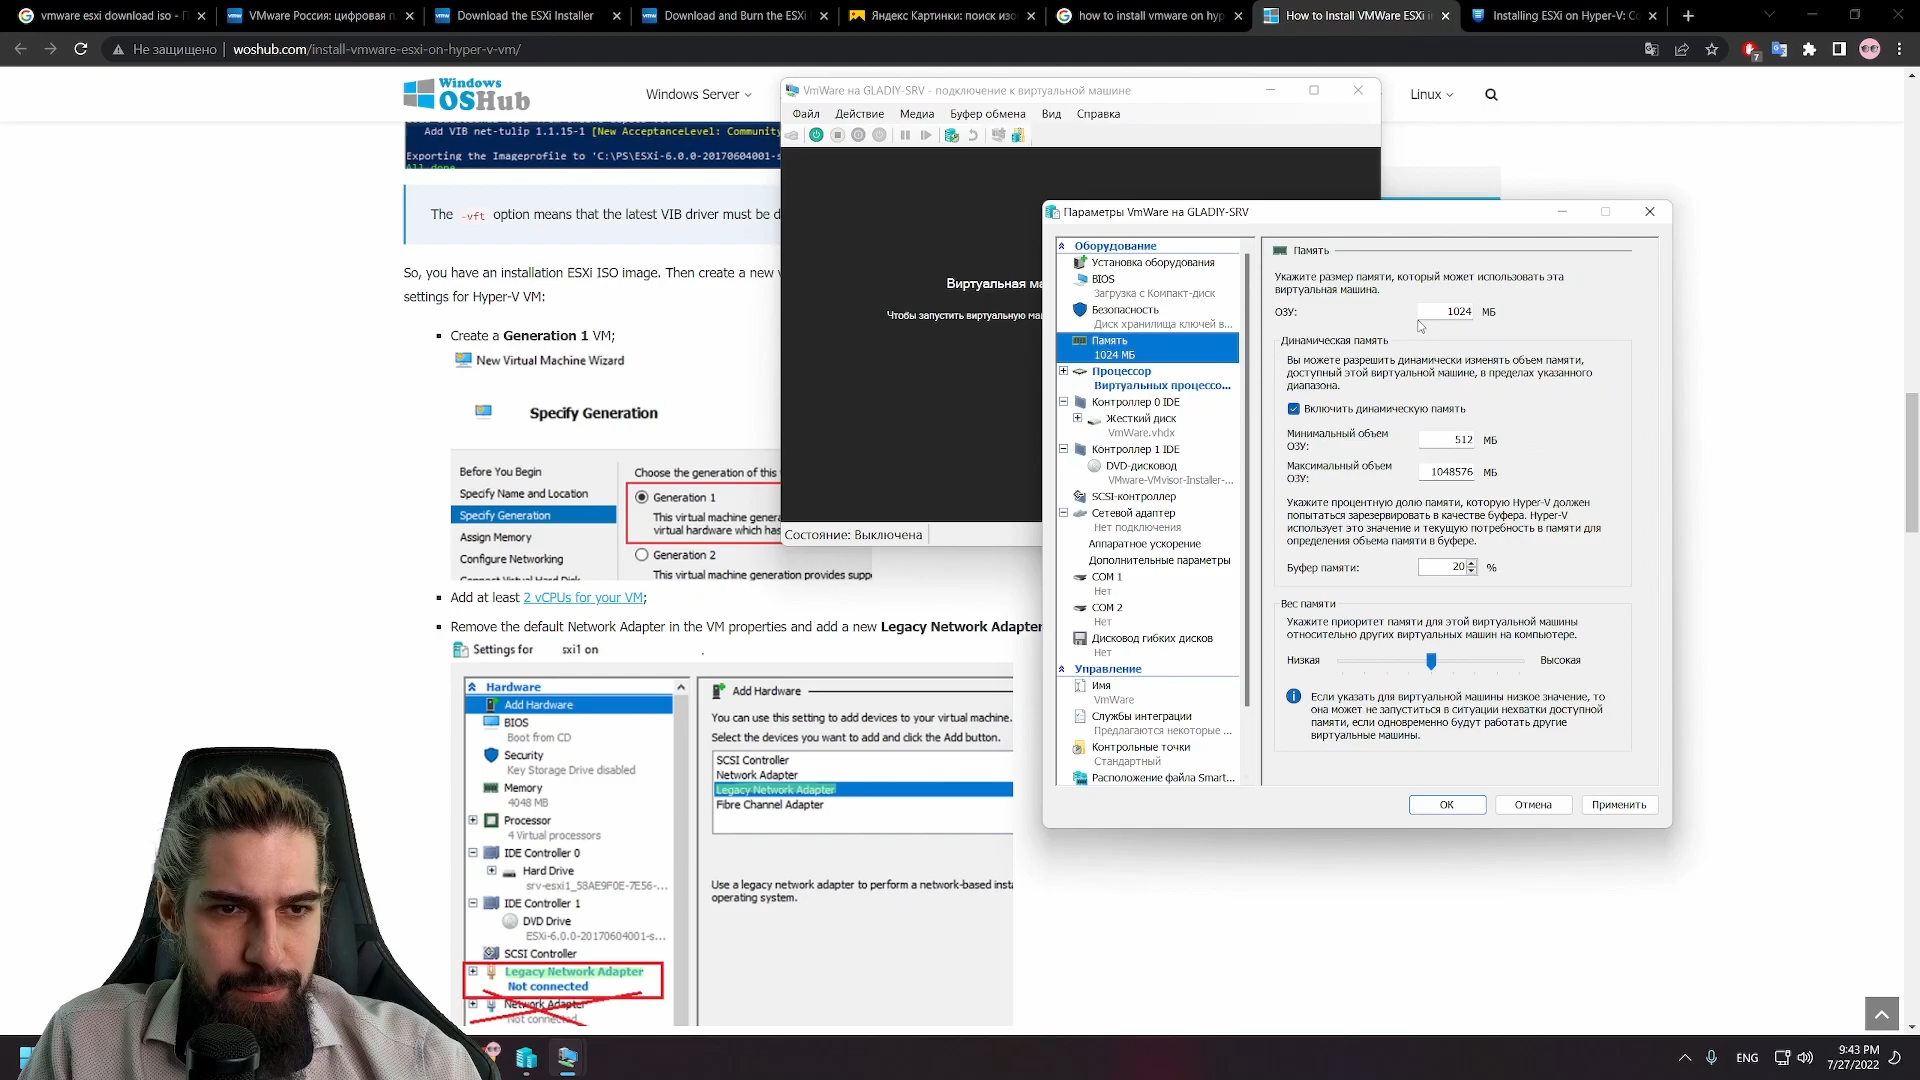 vmware esxi download iso - П
VMware Россия: цифровая п
Download the ESXi Installer
Download and Burn the ESXi
Яндекс Картинки: поиск изо
how to install vmware on hyp
How to Install VMWare ESXi i
Installing ESXi on Hyper-V: Co
Не защищено
woshub.com/install-vmware-esxi-on-hyper-v-vm/
7
Windows
OSHub
Windows Server
Linux
Add VIB net-tulip 1.1.15-1 [New AcceptanceLevel: Community
Exporting the Imageprofile to 'C:\PS\ESXi-6.0.0-20170604001-s
All done.
The -vft option means that the latest VIB driver must be d
So, you have an installation ESXi ISO image. Then create a new v
settings for Hyper-V VM:
Create a Generation 1 VM;
New Virtual Machine Wizard
Specify Generation
Before You Begin
Specify Name and Location
Specify Generation
Assign Memory
Configure Networking
Connect Virtual Hard Disk
Choose the generation of this
Generation 1
This virtual machine genera
virtual hardware which has
Generation 2
This virtual machine generation provides supp
Add at least 2 vCPUs for your VM;
Remove the default Network Adapter in the VM properties and add a new Legacy Network Adapter
Settings for sxi1 on
Hardware
Add Hardware
BIOS
Boot from CD
Security
Key Storage Drive disabled
Memory
4048 MB
Processor
4 Virtual processors
IDE Controller 0
Hard Drive
srv-esxi1_58AE9F0E-7E56-...
IDE Controller 1
DVD Drive
ESXi-6.0.0-20170604001-s...
SCSI Controller
Legacy Network Adapter
Not connected
Network Adapter
Not connected
Add Hardware
You can use this setting to add devices to your virtual machine.
Select the devices you want to add and click the Add button.
SCSI Controller
Network Adapter
Legacy Network Adapter
Fibre Channel Adapter
Use a legacy network adapter to perform a network-based inst
operating system.
VmWare на GLADIY-SRV - подключение к виртуальной машине
Файл Действие Медиа Буфер обмена Вид Справка
Виртуальная ма
Чтобы запустить виртуальную ма
Состояние: Выключена
Параметры VmWare на GLADIY-SRV
Оборудование
Установка оборудования
BIOS
Загрузка с Компакт-диск
Безопасность
Диск хранилища ключей в...
Память
1024 МБ
Процессор
Виртуальных процессо...
Контроллер 0 IDE
Жесткий диск
VmWare.vhdx
Контроллер 1 IDE
DVD-дисковод
VMware-VMvisor-Installer-...
SCSI-контроллер
Сетевой адаптер
Нет подключения
Аппаратное ускорение
Дополнительные параметры
COM 1
Нет
COM 2
Нет
Дисковод гибких дисков
Нет
Управление
Имя
VmWare
Службы интеграции
Предлагаются некоторые ...
Контрольные точки
Стандартный
Расположение файла Smart...
Память
Укажите размер памяти, который может использовать эта
виртуальная машина.
ОЗУ: 1024 МБ
Динамическая память
Вы можете разрешить динамически изменять объем памяти,
доступный этой виртуальной машине, в пределах указанного
диапазона.
Включить динамическую память
Минимальный объем
ОЗУ:
512 МБ
Максимальный объем
ОЗУ:
1048576 МБ
Укажите процентную долю памяти, которую Hyper-V должен
попытаться зарезервировать в качестве буфера. Hyper-V
использует это значение и текущую потребность в памяти для
определения объема памяти в буфере.
Буфер памяти: 20 %
Вес памяти
Укажите приоритет памяти для этой виртуальной машины
относительно других виртуальных машин на компьютере.
Низкая Высокая
Если указать для виртуальной машины низкое значение, то
она может не запуститься в ситуации нехватки доступной
памяти, если одновременно будут работать другие
виртуальные машины.
ОК Отмена Применить
ENG
9:43 PM
7/27/2022